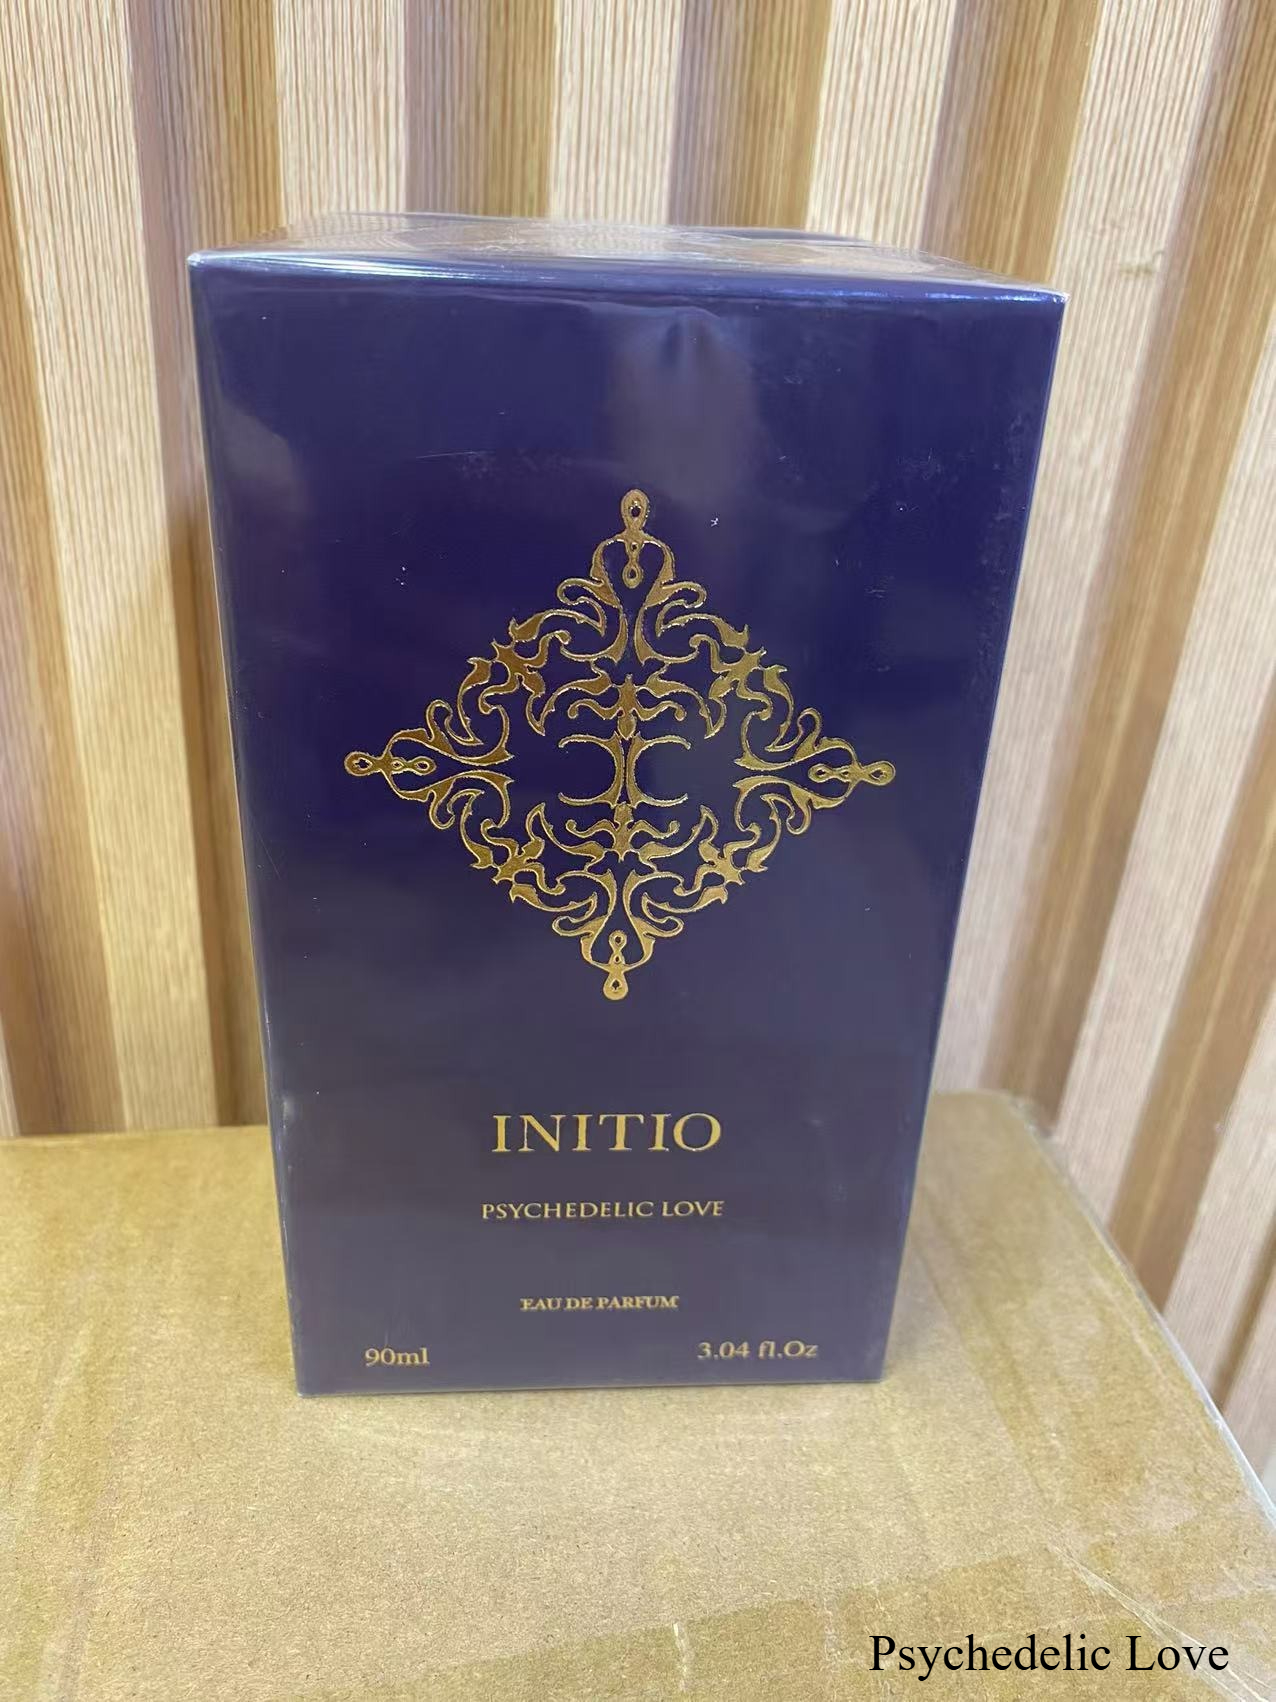 INITIO
PSYCHEDELIC LOVE
EAU DE PARFUM
90ml 3.04 fl.Oz
Psychedelic Love